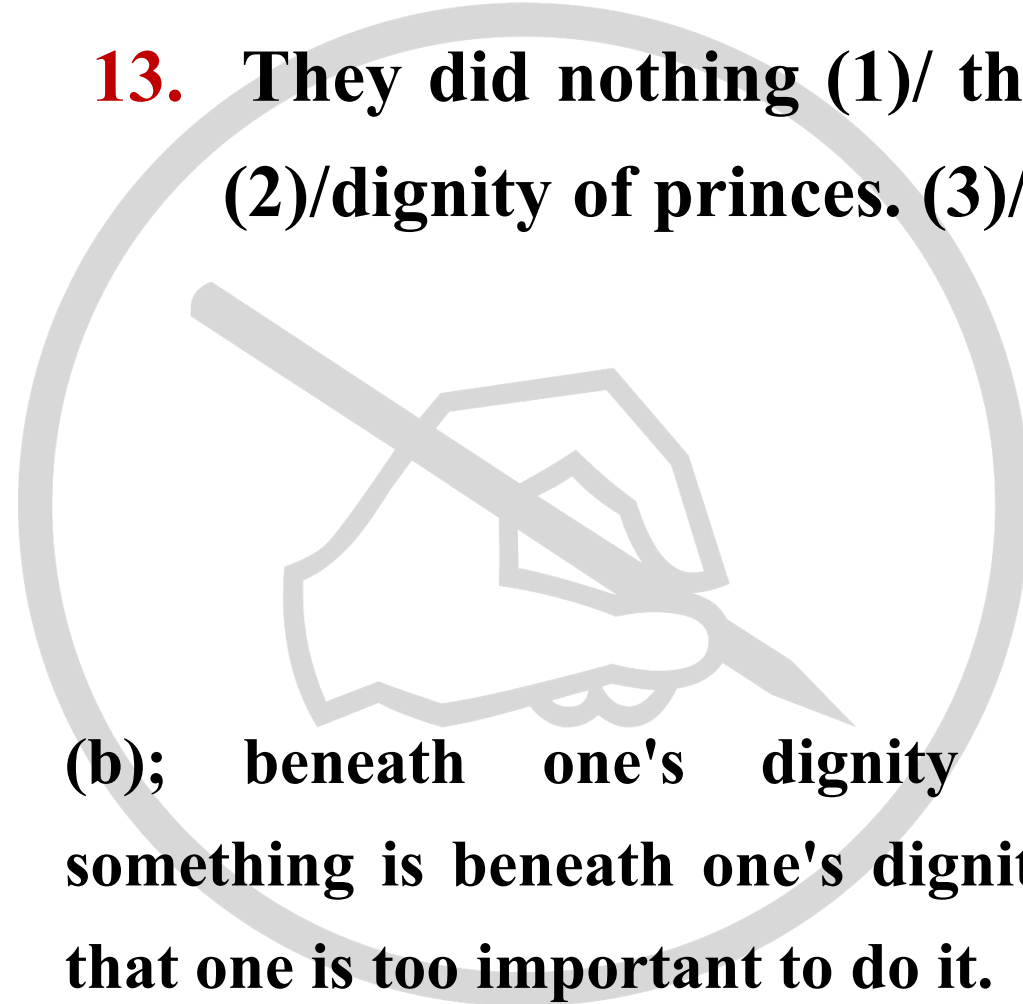 13. They did nothing (1)/ th
(2)/dignity of princes. (3)/
(b); beneath one's dignity
something is beneath one's dignit
that one is too important to do it.